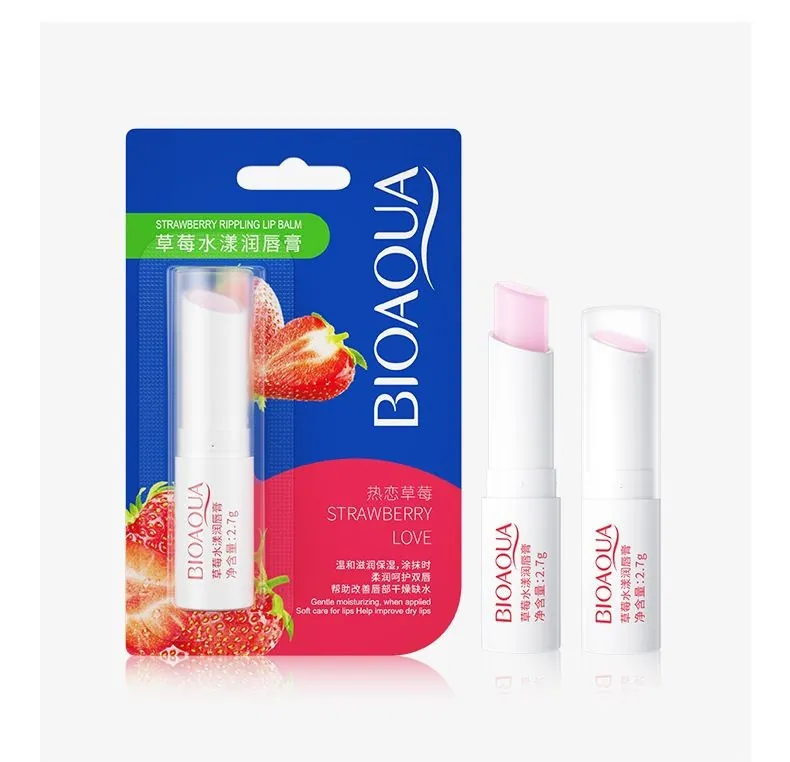 STRAWBERRY RIPPLING LIP BALM
草莓水漾润唇膏
BIOAQUA
热恋草莓
STRAWBERRY
LOVE
温和滋润保湿，涂抹时
柔润呵护双唇
帮助改善唇部干燥缺水
Gentle moisturizing, when applied
Soft care for lips Help improve dry lips
BIOAQUA
草莓水漾润唇膏
净含量:2.7g
BIOAQUA
草莓水漾润唇膏
净含量:2.7g
BIOAQUA
草莓水漾润唇膏
净含量:2.7g